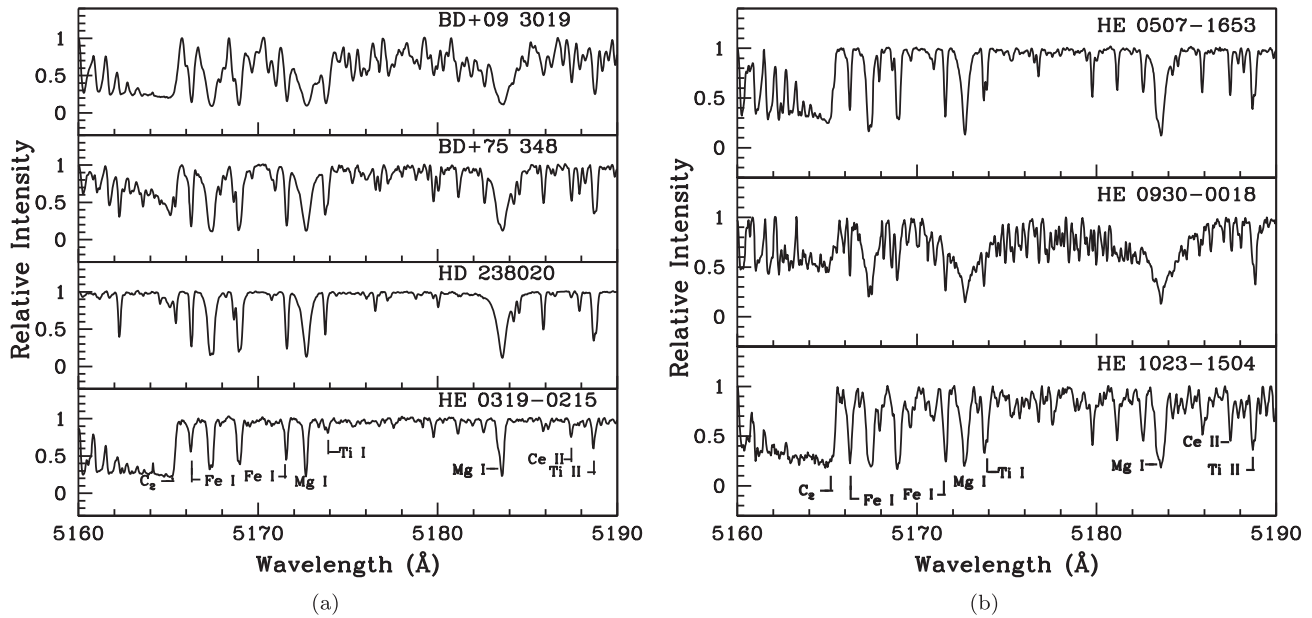 BD+09 3019
1
0.5
0
BD+75 348
1
0.5
0
HD 238020
1
0.5
0
HE 0319-0215
1
0.5
0
C₂
Fe I
Fe I
Mg I
Ti I
Mg I
Ce II
Ti II
5160
5170
5180
5190
Relative Intensity
Wavelength (Å)
(a)
HE 0507-1653
1
0.5
0
HE 0930-0018
1
0.5
0
HE 1023-1504
1
0.5
0
C₂
Fe I
Fe I
Mg I
Ti I
Mg I
Ce II
Ti II
5160
5170
5180
5190
Relative Intensity
Wavelength (Å)
(b)